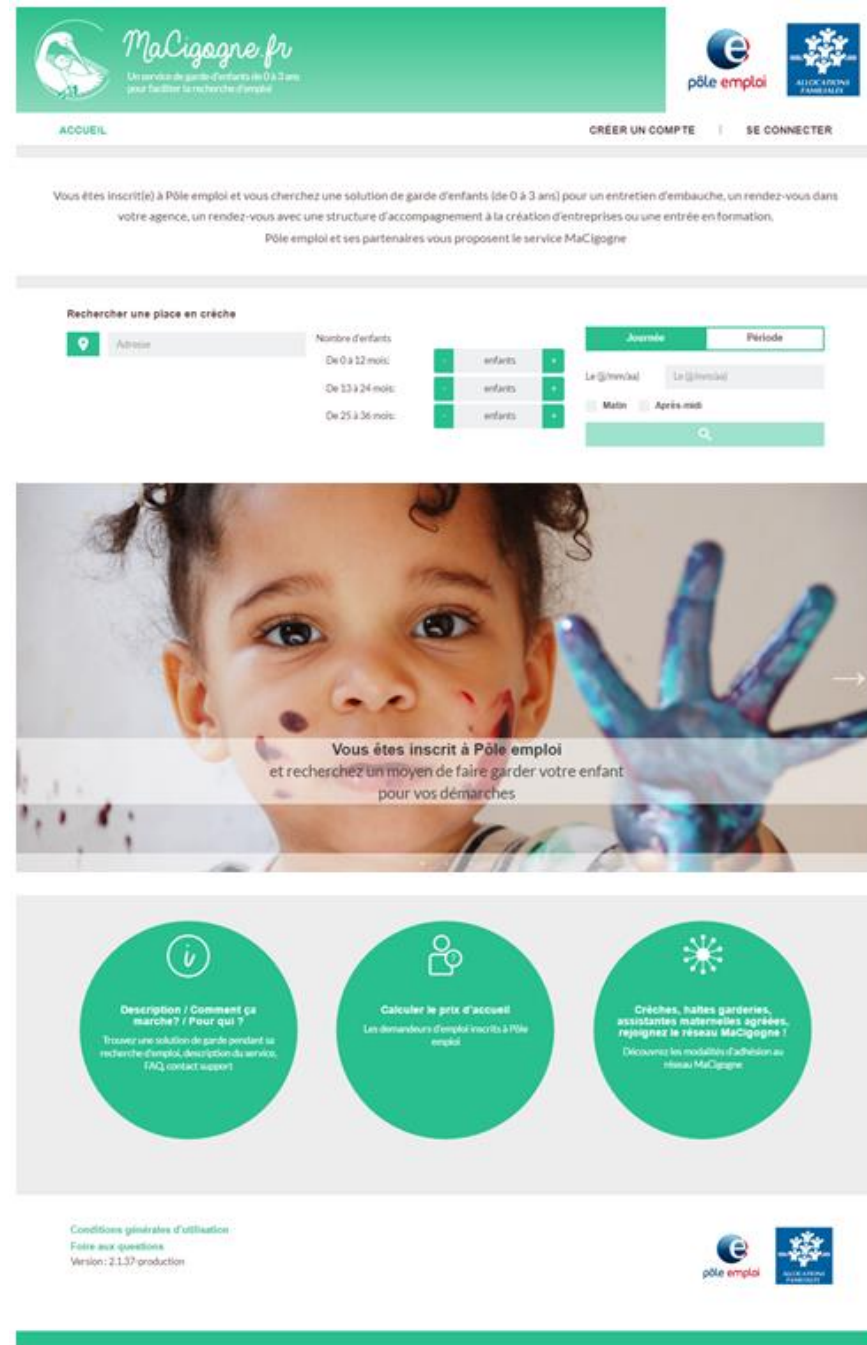 MaCigogne.fr
Un service de garde d'enfants de 0 à 3 ans
pour faciliter la recherche d'emploi
pôle emploi
ALLOCATIONS
FAMILIALES
ACCUEIL
CRÉER UN COMPTE | SE CONNECTER
Vous êtes inscrit(e) à Pôle emploi et vous cherchez une solution de garde d'enfants (de 0 à 3 ans) pour un entretien d'embauche, un rendez-vous dans
votre agence, un rendez-vous avec une structure d'accompagnement à la création d'entreprises ou une entrée en formation.
Pôle emploi et ses partenaires vous proposent le service MaCigogne
Rechercher une place en crèche
Adresse
Nombre d'enfants
De 0 à 12 mois:
- enfants +
De 13 à 24 mois:
- enfants +
De 25 à 36 mois:
- enfants +
Journée
Période
Le (jj/mm/aa)
Le (jj/mm/aa)
Matin
Après-midi
Vous êtes inscrit à Pôle emploi
et recherchez un moyen de faire garder votre enfant
pour vos démarches
Description / Comment ça
marche? / Pour qui ?
Trouvez une solution de garde pendant sa
recherche d'emploi, description du service,
FAQ, contact support
Calculer le prix d'accueil
Les demandeurs d'emploi inscrits à Pôle
emploi
Crèches, haltes garderies,
assistantes maternelles agréées,
rejoignez le réseau MaCigogne !
Découvrez les modalités d'adhésion au
réseau MaCigogne
Conditions générales d'utilisation
Foire aux questions
Version : 2.1.37-production
pôle emploi
ALLOCATIONS
FAMILIALES